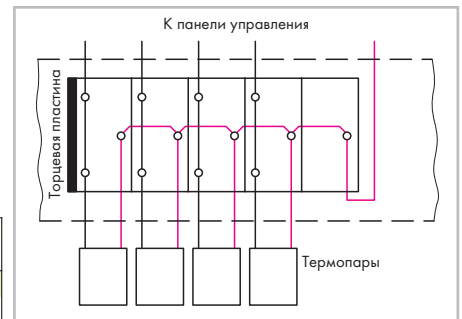 К панели управления
Торцевая пластина
Термопары